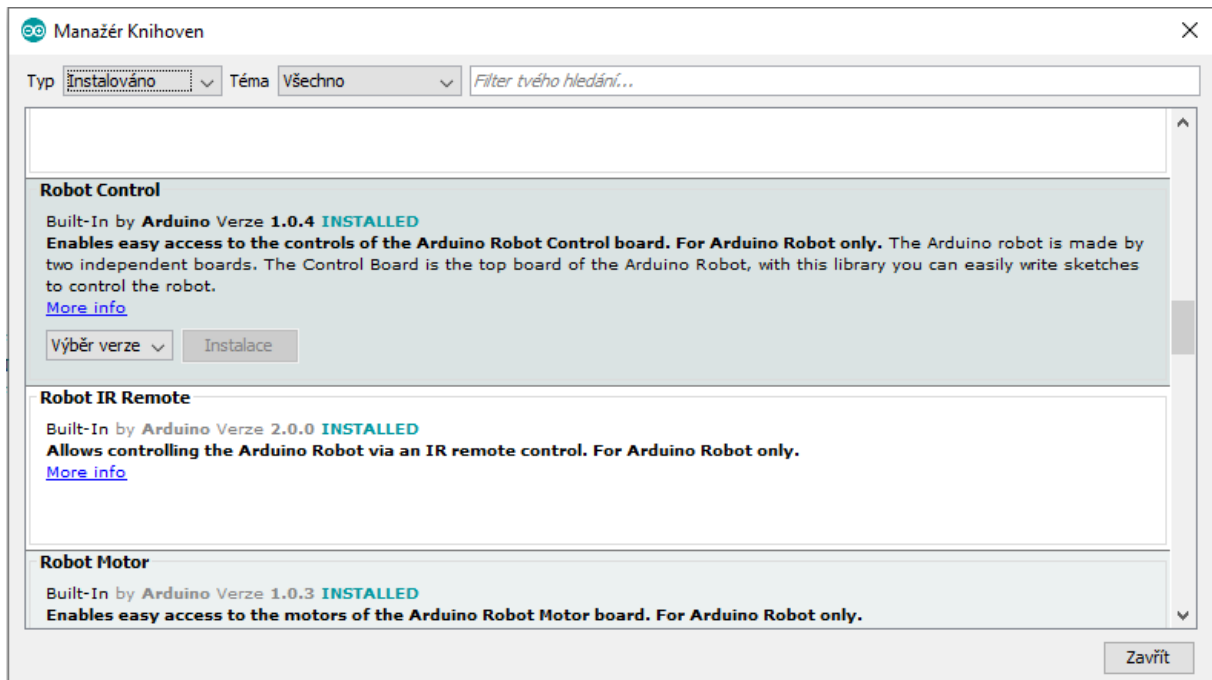 Manažér Knihoven
Typ Instalováno Téma Všechno Filter tvého hledání...
Robot Control
Built-In by Arduino Verze 1.0.4 INSTALLED
Enables easy access to the controls of the Arduino Robot Control board. For Arduino Robot only. The Arduino robot is made by
two independent boards. The Control Board is the top board of the Arduino Robot, with this library you can easily write sketches
to control the robot.
More info
Výběr verze Instalace
Robot IR Remote
Built-In by Arduino Verze 2.0.0 INSTALLED
Allows controlling the Arduino Robot via an IR remote control. For Arduino Robot only.
More info
Robot Motor
Built-In by Arduino Verze 1.0.3 INSTALLED
Enables easy access to the motors of the Arduino Robot Motor board. For Arduino Robot only.
Zavřít